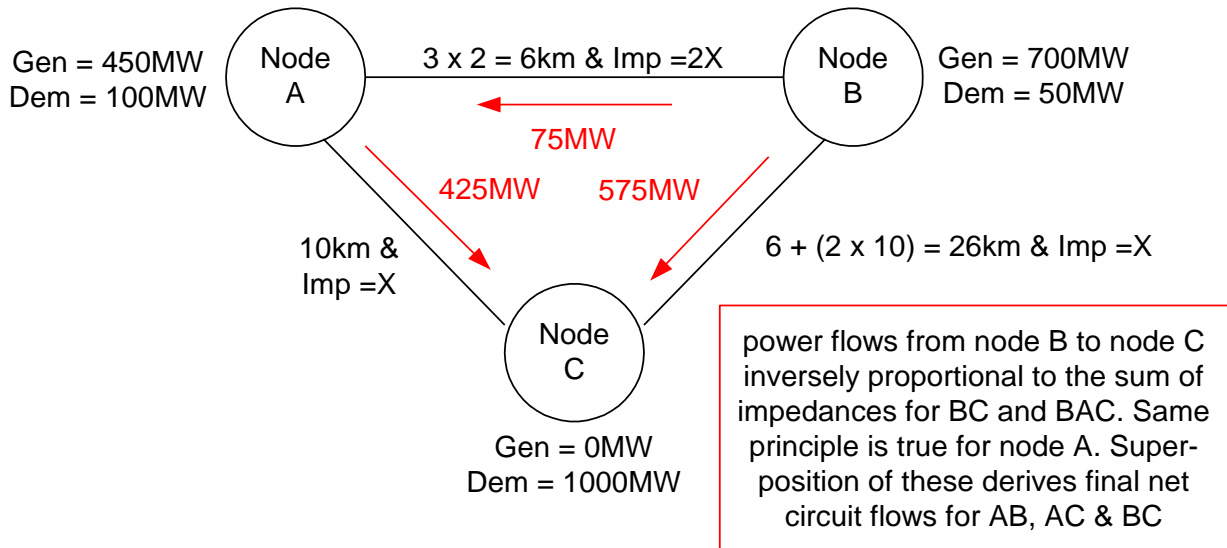 Gen = 450MW
Dem = 100MW
Node
A
3 x 2 = 6km & Imp =2X
Node
B
Gen = 700MW
Dem = 50MW
75MW
425MW
575MW
10km &
Imp =X
6 + (2 x 10) = 26km & Imp =X
Node
C
Gen = 0MW
Dem = 1000MW
power flows from node B to node C
inversely proportional to the sum of
impedances for BC and BAC. Same
principle is true for node A. Super-
position of these derives final net
circuit flows for AB, AC & BC